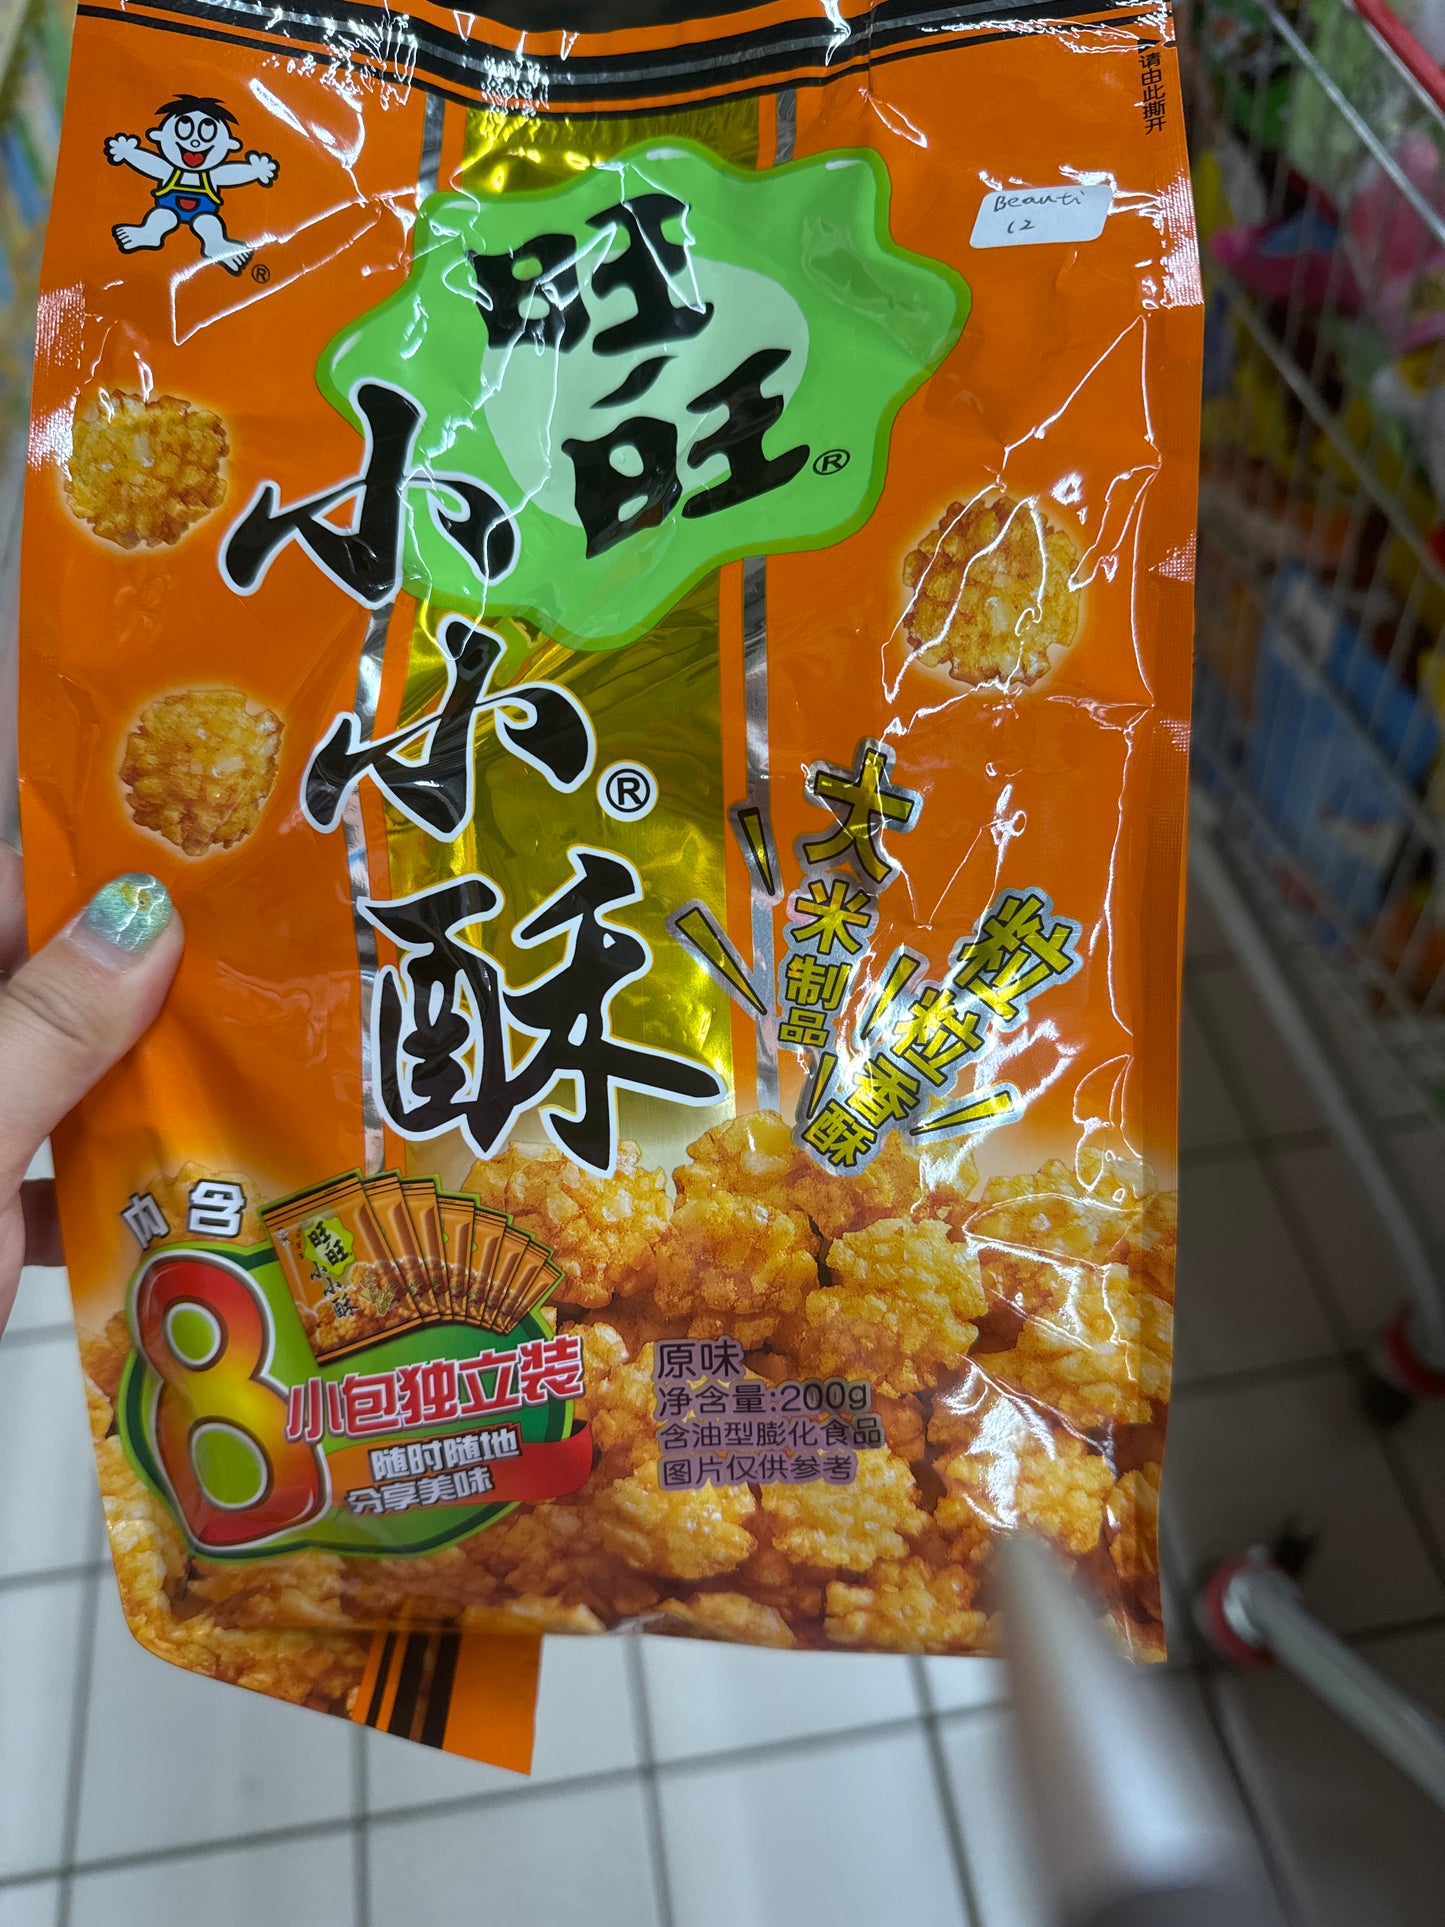 请由此撕开
Beauti
12
旺旺®
小小酥®
大米制品
粒粒香酥
内含
8
小包独立装
随时随地
分享美味
旺旺
小小酥
原味
净含量:200g
含油型膨化食品
图片仅供参考